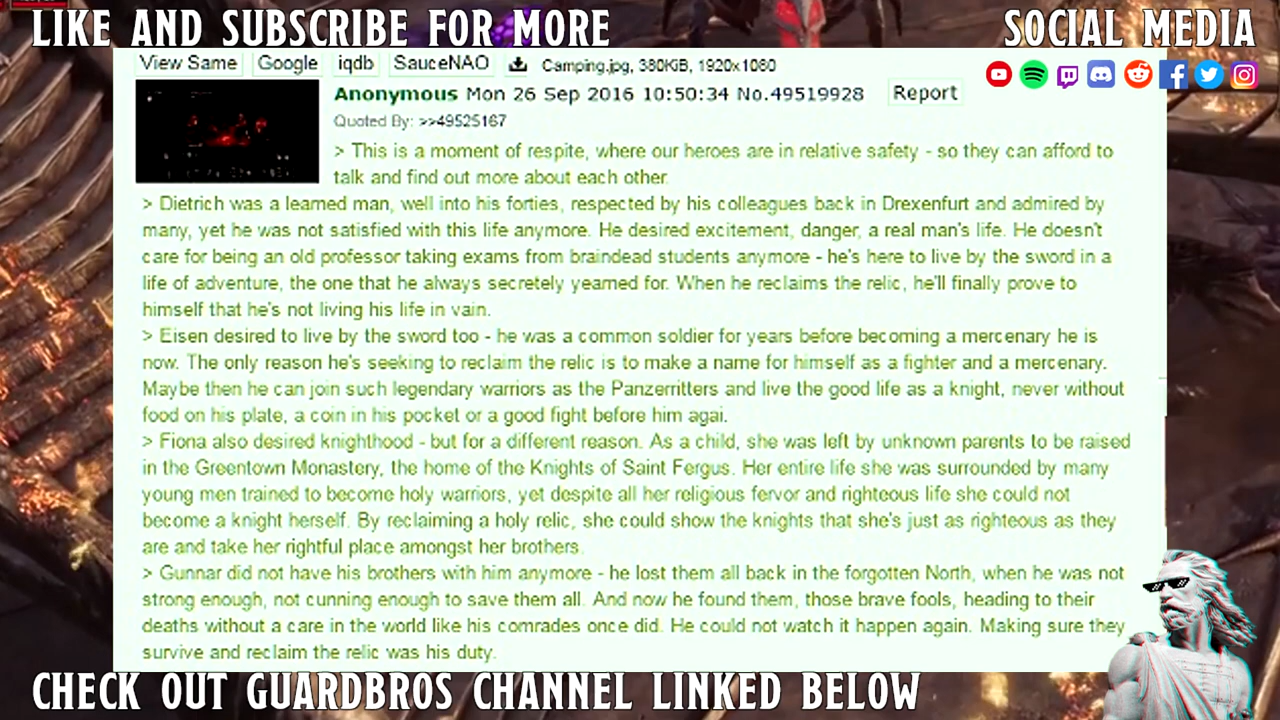 LIKE AND SUBSCRIBE FOR MORE
SOCIAL MEDIA
View Same Google iqdb SauceNAO Camping.jpg, 380KiB, 1920x1080
Anonymous Mon 26 Sep 2016 10:50:34 No.49519928 Report
Quoted By: >>49525167
> This is a moment of respite, where our heroes are in relative safety - so they can afford to
talk and find out more about each other.
> Dietrich was a learned man, well into his forties, respected by his colleagues back in Drexenfurt and admired by
many, yet he was not satisfied with this life anymore. He desired excitement, danger, a real man's life. He doesn't
care for being an old professor taking exams from braindead students anymore - he's here to live by the sword in a
life of adventure, the one that he always secretely yearned for. When he reclaims the relic, he'll finally prove to
himself that he's not living his life in vain.
> Eisen desired to live by the sword too - he was a common soldier for years before becoming a mercenary he is
now. The only reason he's seeking to reclaim the relic is to make a name for himself as a fighter and a mercenary.
Maybe then he can join such legendary warriors as the Panzerritters and live the good life as a knight, never without
food on his plate, a coin in his pocket or a good fight before him agai.
> Fiona also desired knighthood - but for a different reason. As a child, she was left by unknown parents to be raised
in the Greentown Monastery, the home of the Knights of Saint Fergus. Her entire life she was surrounded by many
young men trained to become holy warriors, yet despite all her religious fervor and righteous life she could not
become a knight herself. By reclaiming a holy relic, she could show the knights that she's just as righteous as they
are and take her rightful place amongst her brothers.
> Gunnar did not have his brothers with him anymore - he lost them all back in the forgotten North, when he was not
strong enough, not cunning enough to save them all. And now he found them, those brave fools, heading to their
deaths without a care in the world like his comrades once did. He could not watch it happen again. Making sure they
survive and reclaim the relic was his duty.
CHECK OUT GUARDBROS CHANNEL LINKED BELOW